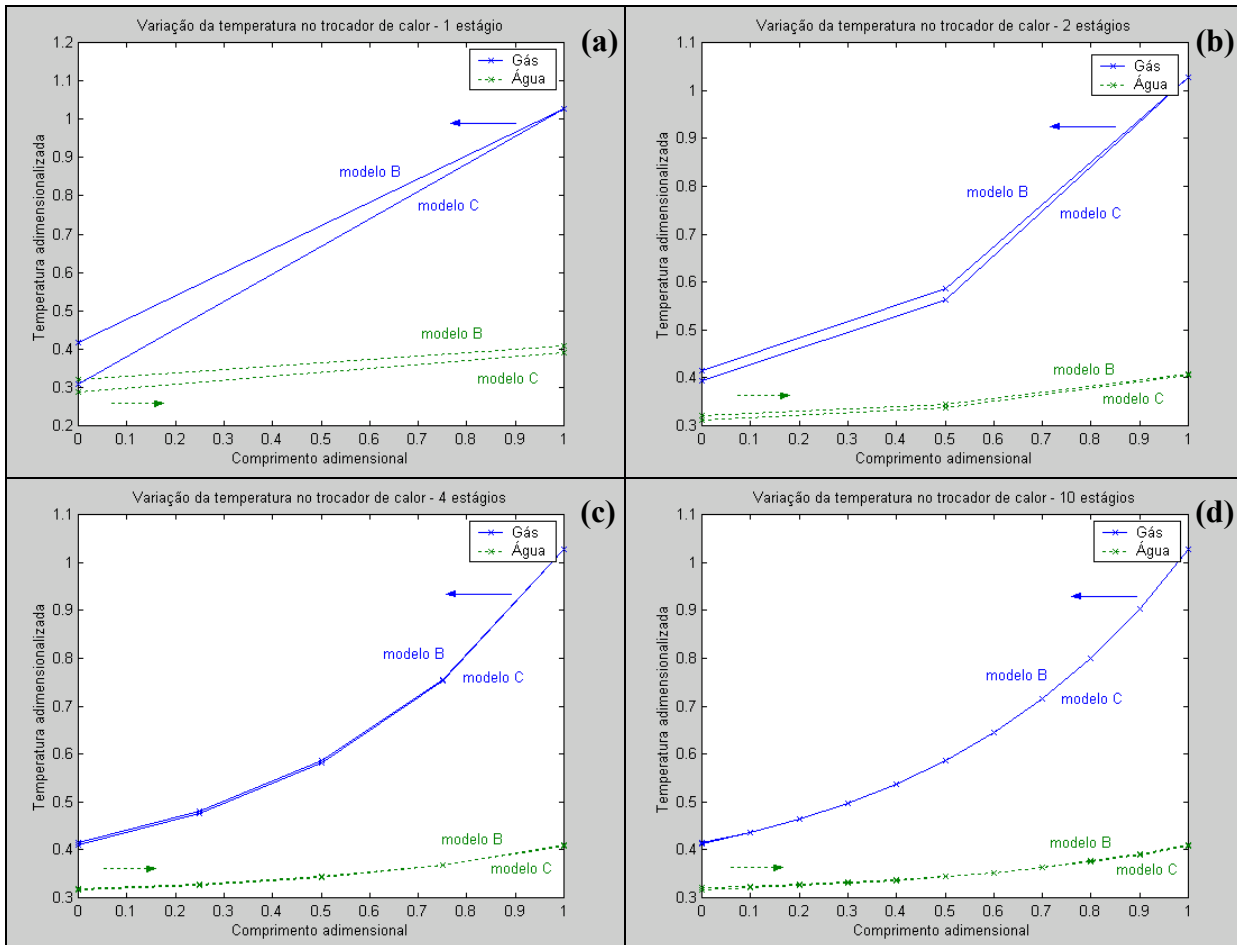 Variação da temperatura no trocador de calor - 1 estágio
(a)
1.2
1.1
1
0.9
0.8
0.7
0.6
0.5
0.4
0.3
0.2
Temperatura adimensionalizada
Gás
Água
modelo B
modelo C
modelo B
modelo C
0 0.1 0.2 0.3 0.4 0.5 0.6 0.7 0.8 0.9 1
Comprimento adimensional
Variação da temperatura no trocador de calor - 2 estágios
(b)
1.1
1
0.9
0.8
0.7
0.6
0.5
0.4
0.3
Temperatura adimensionalizada
Gás
Água
modelo B
modelo C
modelo B
modelo C
0 0.1 0.2 0.3 0.4 0.5 0.6 0.7 0.8 0.9 1
Comprimento adimensional
Variação da temperatura no trocador de calor - 4 estágios
(c)
1.1
1
0.9
0.8
0.7
0.6
0.5
0.4
0.3
Temperatura adimensionalizada
Gás
Água
modelo B
modelo C
modelo B
modelo C
0 0.1 0.2 0.3 0.4 0.5 0.6 0.7 0.8 0.9 1
Comprimento adimensional
Variação da temperatura no trocador de calor - 10 estágios
(d)
1.1
1
0.9
0.8
0.7
0.6
0.5
0.4
0.3
Temperatura adimensionalizada
Gás
Água
modelo B
modelo C
modelo B
modelo C
0 0.1 0.2 0.3 0.4 0.5 0.6 0.7 0.8 0.9 1
Comprimento adimensional